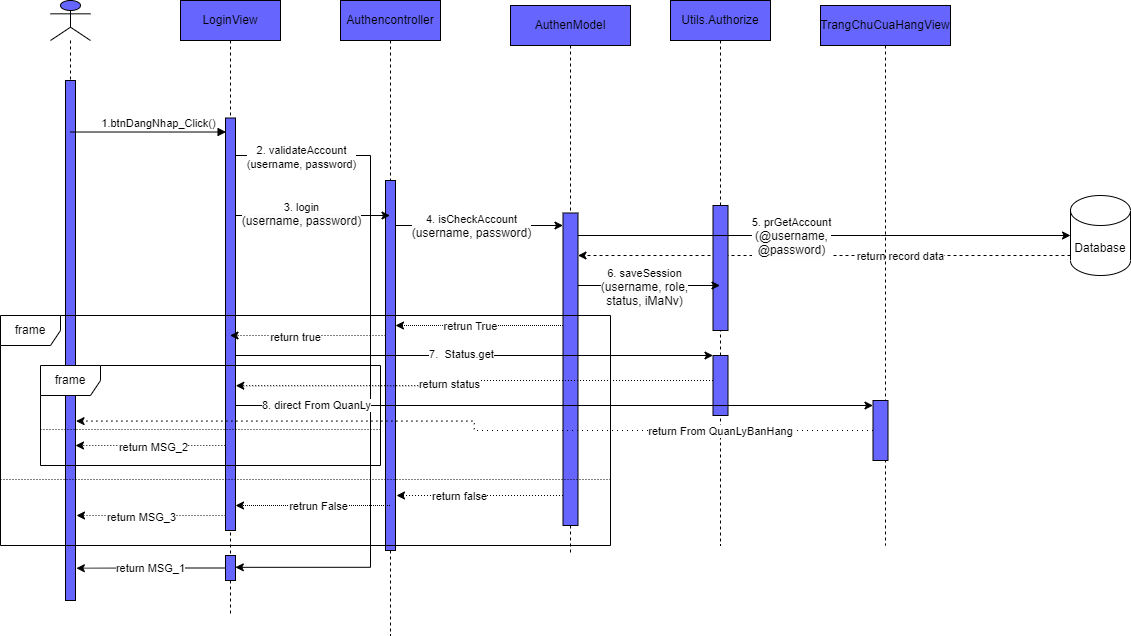 LoginView
Authencontroller
AuthenModel
Utils.Authorize
TrangChuCuaHangView
1.btnDangNhap_Click()
2. validateAccount
(username, password)
3. login
(username, password)
4. isCheckAccount
(username, password)
5. prGetAccount
(@username,
@password)
Database
return record data
6. saveSession
(username, role,
status, iMaNv)
frame
retrun True
return true
7.  Status.get
frame
return status
8. direct From QuanLy
return From QuanLyBanHang
return MSG_2
return false
retrun False
return MSG_3
return MSG_1